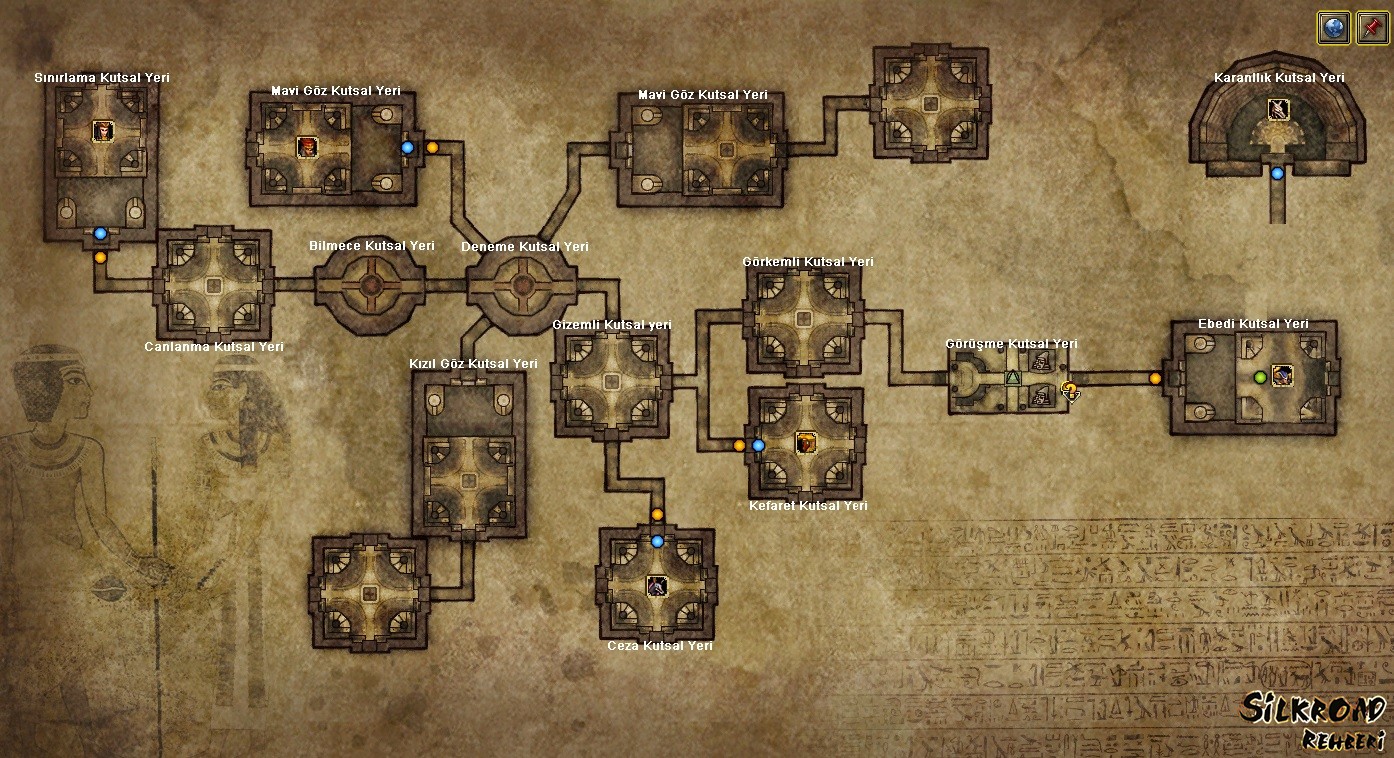 Sınırlama Kutsal Yeri
Mavi Göz Kutsal Yeri
Mavi Göz Kutsal Yeri
Karanlık Kutsal Yeri
Bilmece Kutsal Yeri
Deneme Kutsal Yeri
Görkemli Kutsal Yeri
Canlanma Kutsal Yeri
Gizemli Kutsal yeri
Görüşme Kutsal Yeri
Ebedi Kutsal Yeri
Kızıl Göz Kutsal Yeri
Kefaret Kutsal Yeri
Ceza Kutsal Yeri
SiLKROAD
REHBERi